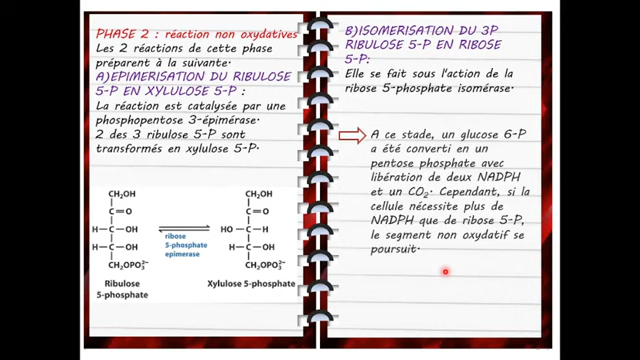 PHASE 2 : réaction non oxydatives
Les 2 réactions de cette phase
préparent à la suivante.
A)EPIMERISATION DU RIBULOSE
5-P EN XYLULOSE 5-P :
La réaction est catalysée par une
phosphopentose 3-épimérase.
2 des 3 ribulose 5-P sont
transformés en xylulose 5-P.
CH₂OH
C=O
H—C—OH
H—C—OH
CH₂OPO₃²⁻
Ribulose
5-phosphate
ribose
5-phosphate
epimerase
CH₂OH
C=O
HO—C—H
H—C—OH
CH₂OPO₃²⁻
Xylulose 5-phosphate
B)ISOMERISATION DU 3P
RIBULOSE 5-P EN RIBOSE
5-P:
Elle se fait sous l'action de la
ribose 5-phosphate isomérase.
A ce stade, un glucose 6-P
a été converti en un
pentose phosphate avec
libération de deux NADPH
et un CO₂. Cependant, si la
cellule nécessite plus de
NADPH que de ribose 5-P,
le segment non oxydatif se
poursuit.